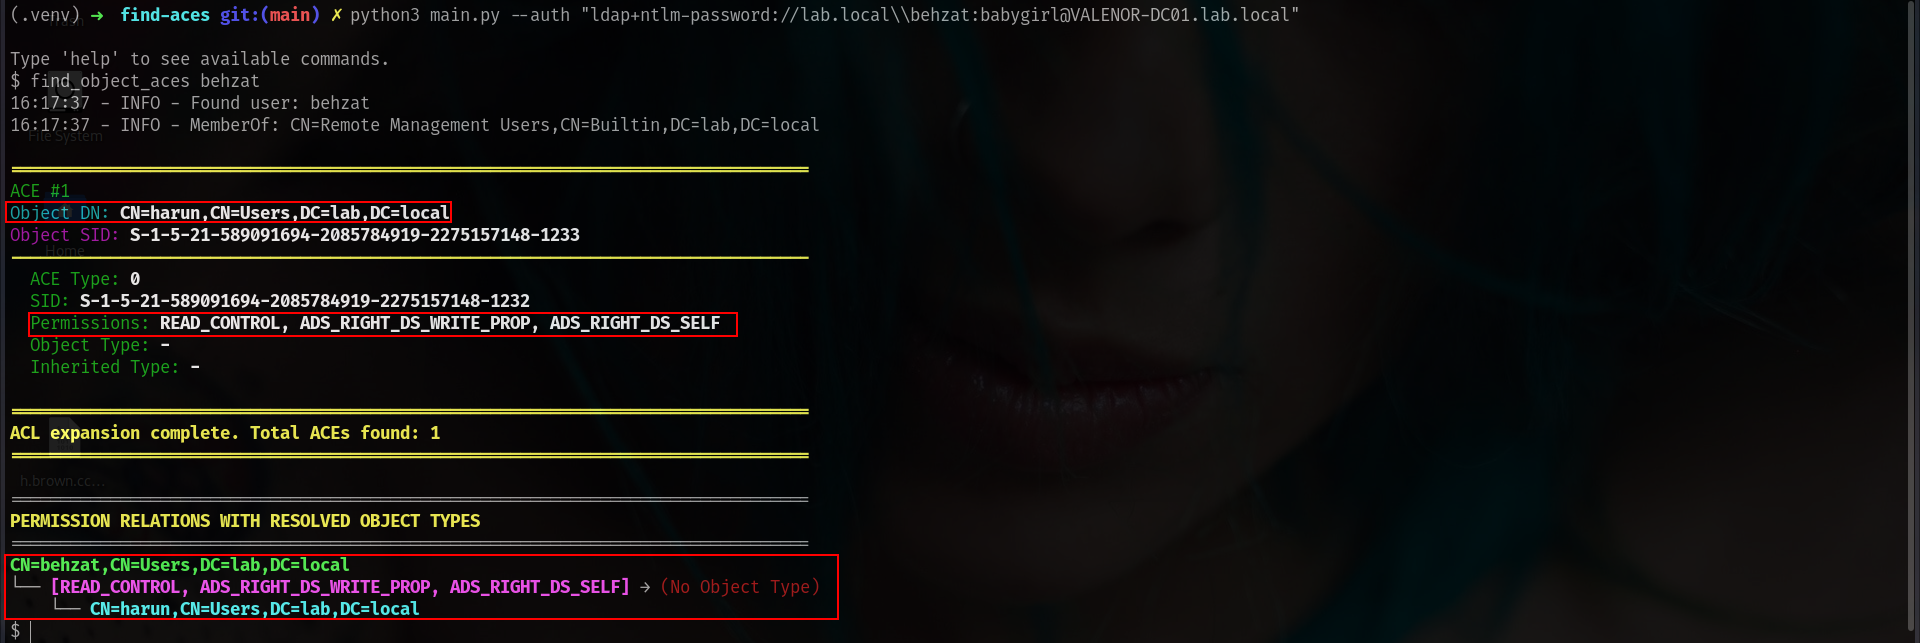 (.venv) ➜ find-aces git:(main) ✗ python3 main.py --auth "ldap+ntlm-password://lab.local\\behzat:babygirl@VALENOR-DC01.lab.local"
Type 'help' to see available commands.
$ find_object_aces behzat
16:17:37 - INFO - Found user: behzat
16:17:37 - INFO - MemberOf: CN=Remote Management Users,CN=Builtin,DC=lab,DC=local
File System
ACE #1
Object DN: CN=harun,CN=Users,DC=lab,DC=local
Object SID: S-1-5-21-589091694-2085784919-2275157148-1233
Home
ACE Type: 0
SID: S-1-5-21-589091694-2085784919-2275157148-1232
Permissions: READ_CONTROL, ADS_RIGHT_DS_WRITE_PROP, ADS_RIGHT_DS_SELF
Object Type: -
Inherited Type: -
ACL expansion complete. Total ACEs found: 1
h.brown.cc...
PERMISSION RELATIONS WITH RESOLVED OBJECT TYPES
CN=behzat,CN=Users,DC=lab,DC=local
└── [READ_CONTROL, ADS_RIGHT_DS_WRITE_PROP, ADS_RIGHT_DS_SELF] → (No Object Type)
└── CN=harun,CN=Users,DC=lab,DC=local
$